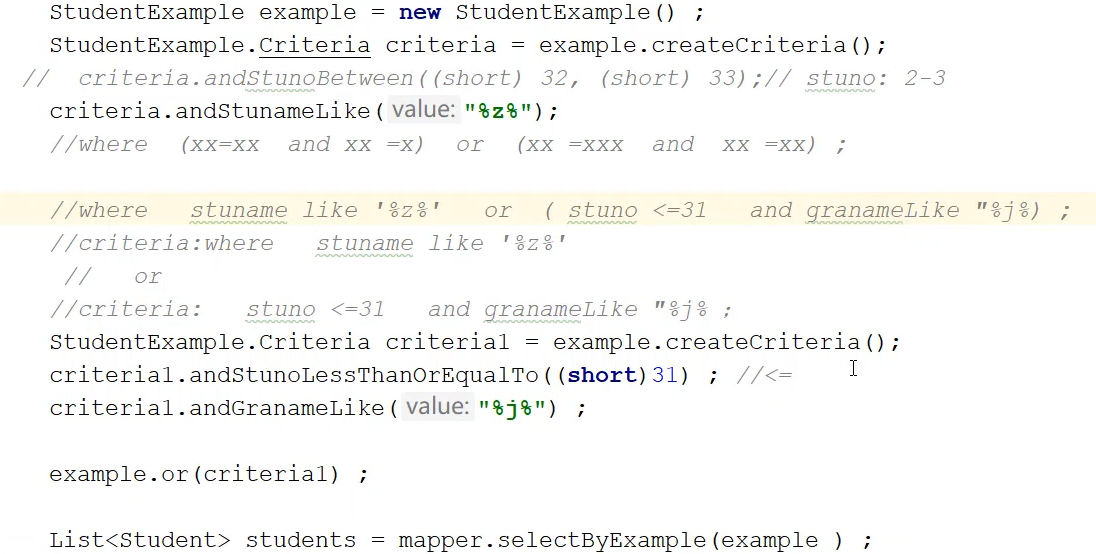 StudentExample example = new StudentExample() ;
StudentExample.Criteria criteria = example.createCriteria();
//  criteria.andStunoBetween((short) 32, (short) 33);// stuno: 2-3
criteria.andStunameLike( value: "%z%");
//where  (xx=xx  and xx =x)  or  (xx =xxx  and  xx =xx) ;
//where   stuname like '%z%'   or  ( stuno <=31   and granameLike "%j%) ;
//criteria:where   stuname like '%z%'
//   or
//criteria:   stuno <=31   and granameLike "%j% ;
StudentExample.Criteria criteria1 = example.createCriteria();
criteria1.andStunoLessThanOrEqualTo((short)31) ; //<=
criteria1.andGranameLike( value: "%j%") ;
example.or(criteria1) ;
List<Student> students = mapper.selectByExample(example ) ;